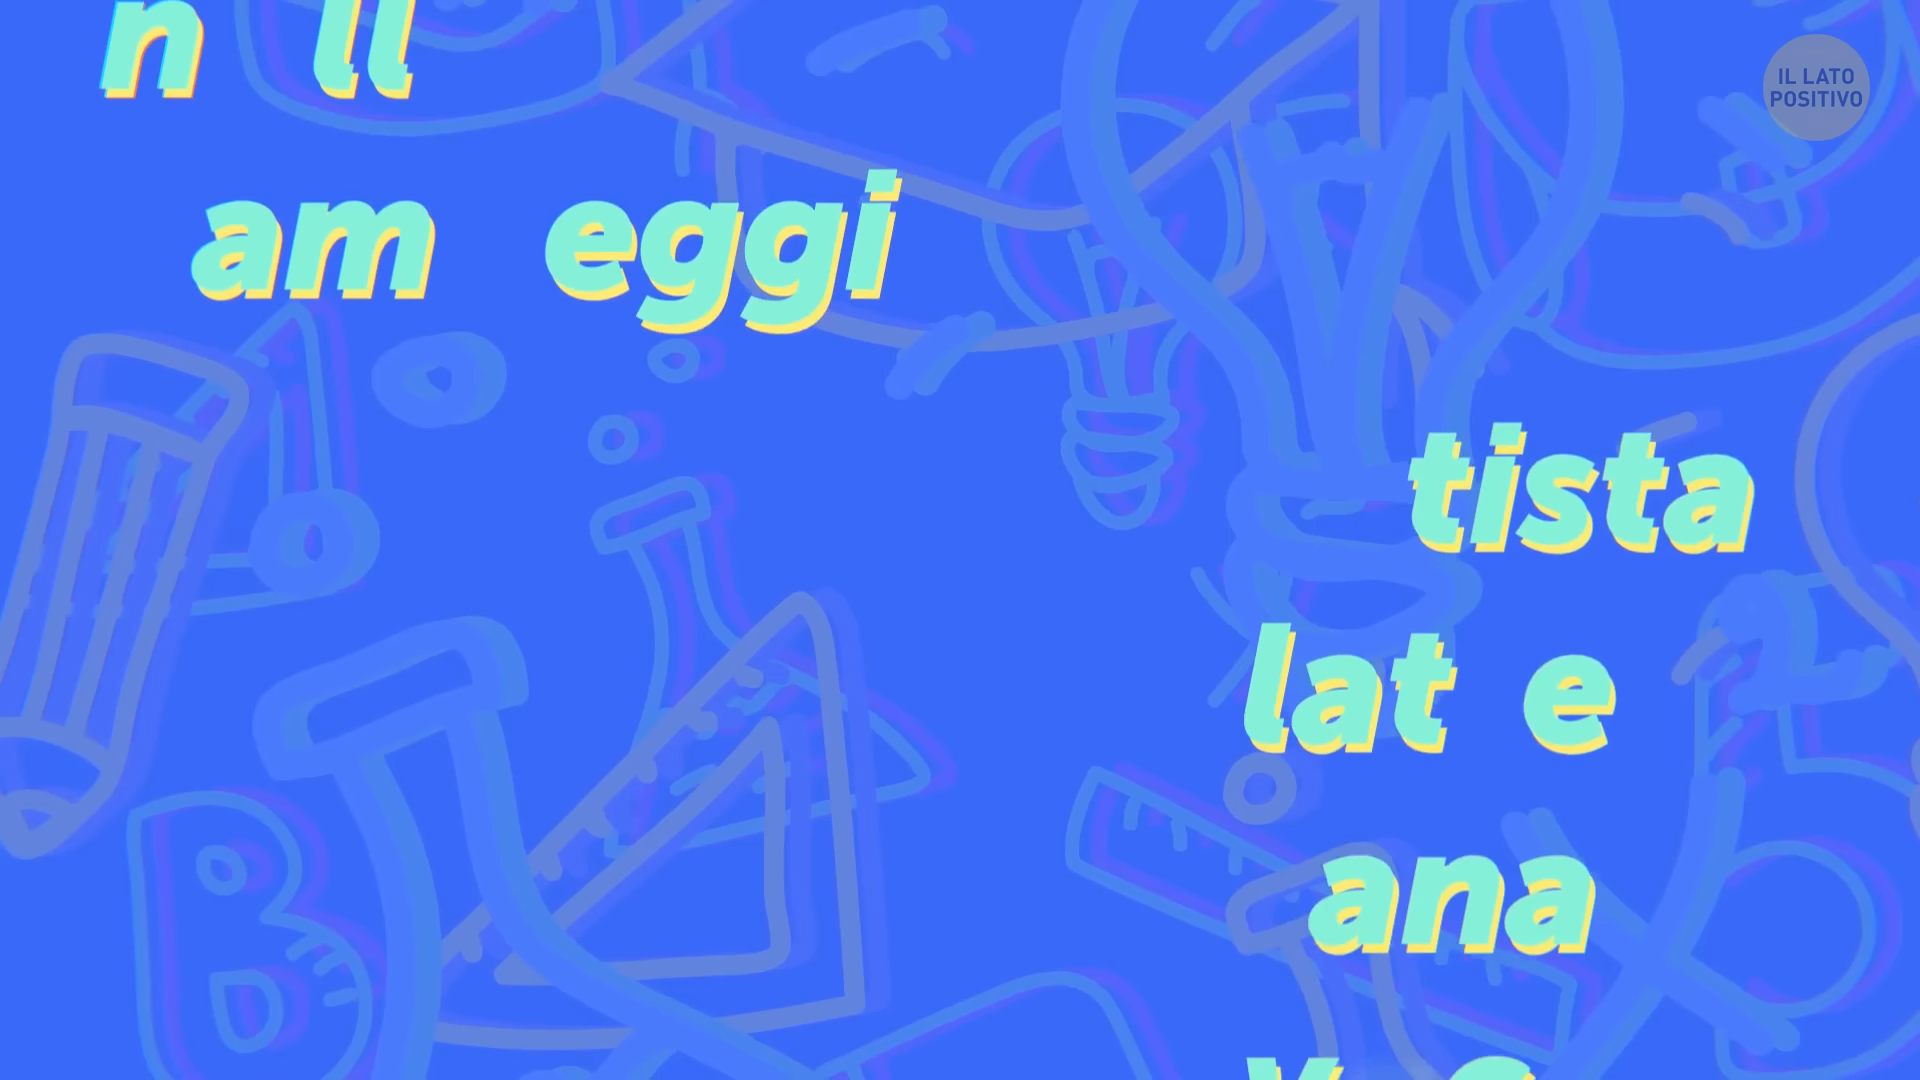 n ll
IL LATO
POSITIVO
am eggi
tista
lat e
ana